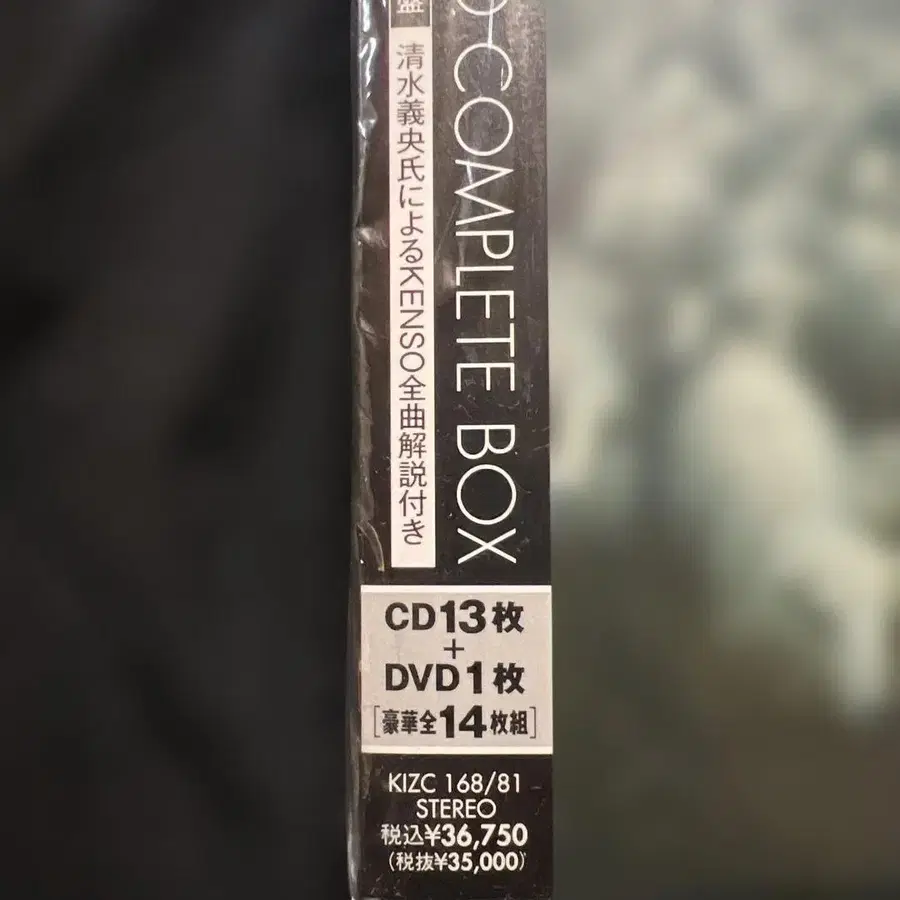 盤
清水義央氏によるKENSO全曲解説付き
COMPLETE BOX
CD13枚
+
DVD1枚
[豪華全14枚組]
KIZC 168/81
STEREO
税込¥36,750
(税抜¥35,000)